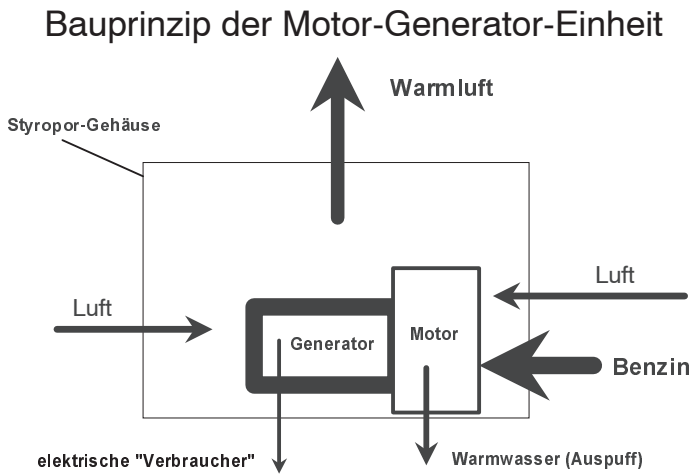 Bauprinzip der Motor-Generator-Einheit
Warmluft
Styropor-Gehäuse
Luft
Luft
Generator
Motor
Benzin
elektrische "Verbraucher"
Warmwasser (Auspuff)